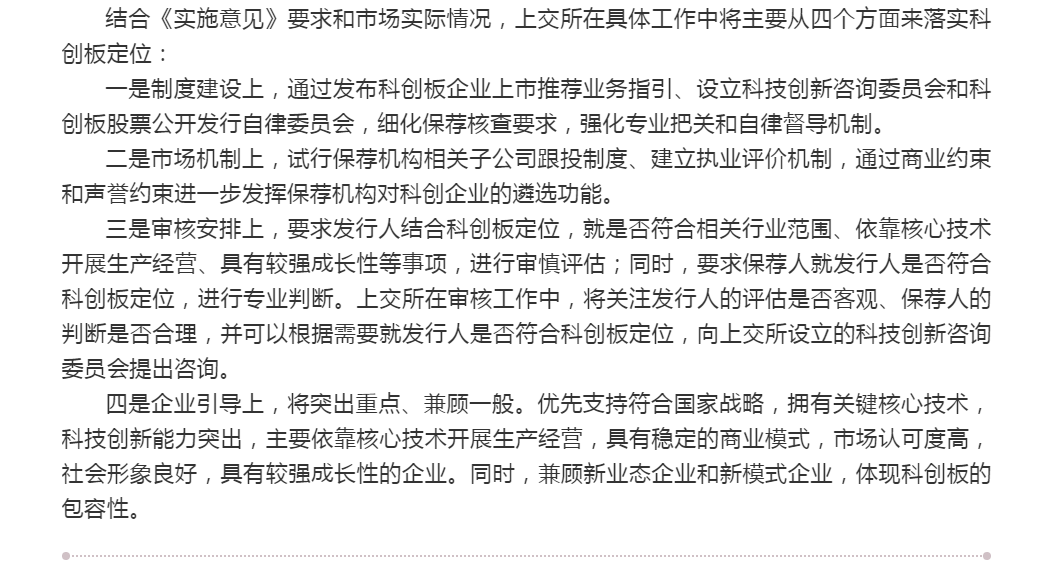 结合《实施意见》要求和市场实际情况，上交所在具体工作中将主要从四个方面来落实科
创板定位：
一是制度建设上，通过发布科创板企业上市推荐业务指引、设立科技创新咨询委员会和科
创板股票公开发行自律委员会，细化保荐核查要求，强化专业把关和自律督导机制。
二是市场机制上，试行保荐机构相关子公司跟投制度、建立执业评价机制，通过商业约束
和声誉约束进一步发挥保荐机构对科创企业的遴选功能。
三是审核安排上，要求发行人结合科创板定位，就是否符合相关行业范围、依靠核心技术
开展生产经营、具有较强成长性等事项，进行审慎评估；同时，要求保荐人就发行人是否符合
科创板定位，进行专业判断。上交所在审核工作中，将关注发行人的评估是否客观、保荐人的
判断是否合理，并可以根据需要就发行人是否符合科创板定位，向上交所设立的科技创新咨询
委员会提出咨询。
四是企业引导上，将突出重点、兼顾一般。优先支持符合国家战略，拥有关键核心技术，
科技创新能力突出，主要依靠核心技术开展生产经营，具有稳定的商业模式，市场认可度高，
社会形象良好，具有较强成长性的企业。同时，兼顾新业态企业和新模式企业，体现科创板的
包容性。